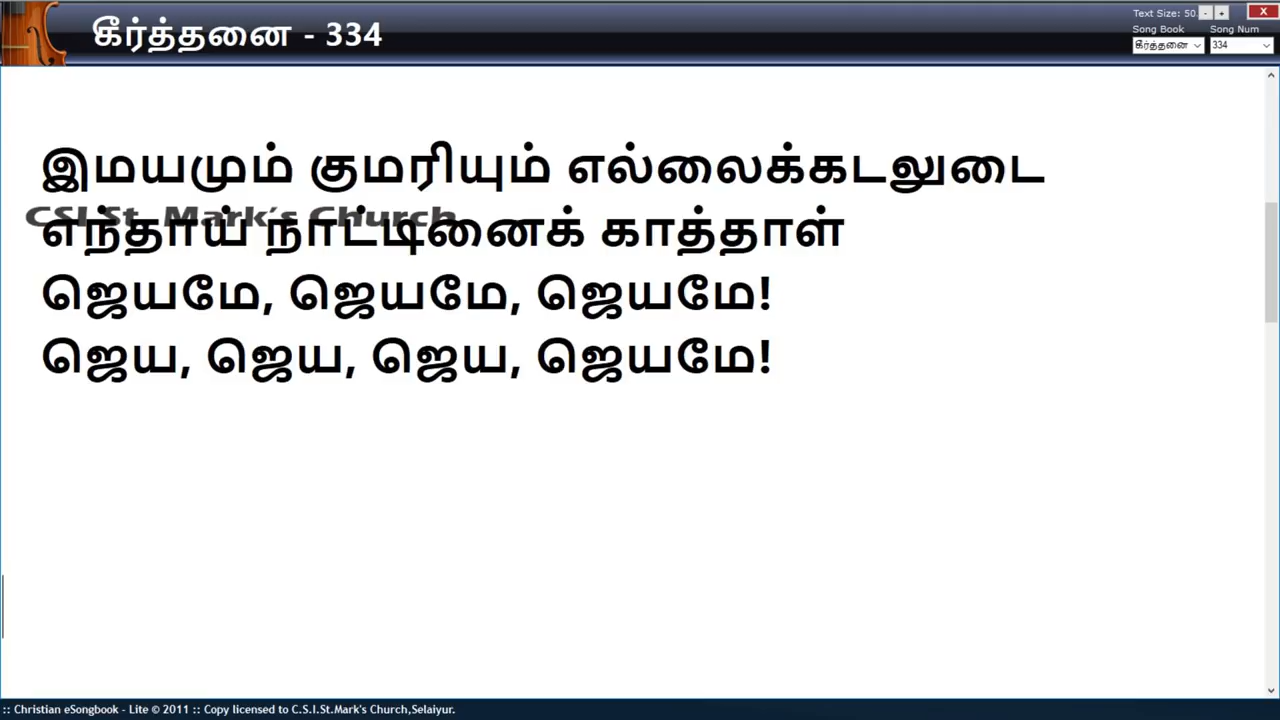 கீர்த்தனை - 334
Text Size: 50
- +
X
Song Book
Song Num
கீர்த்தனை
334
இமயமும் குமரியும் எல்லைக்கடலுடை
CSI St. Mark's Church
எந்தாய் நாட்டினைக் காத்தாள்
ஜெயமே, ஜெயமே, ஜெயமே!
ஜெய, ஜெய, ஜெய, ஜெயமே!
:: Christian eSongbook - Lite © 2011 :: Copy licensed to C.S.I.St.Mark's Church,Selaiyur.